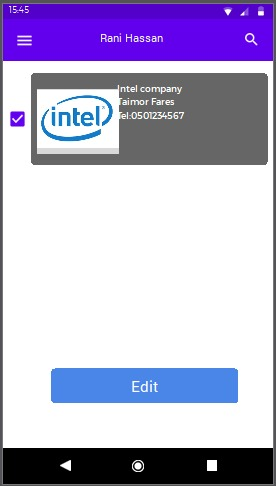 15:45
Rani Hassan
intel
Intel company
Taimor Fares
Tel:0501234567
Edit